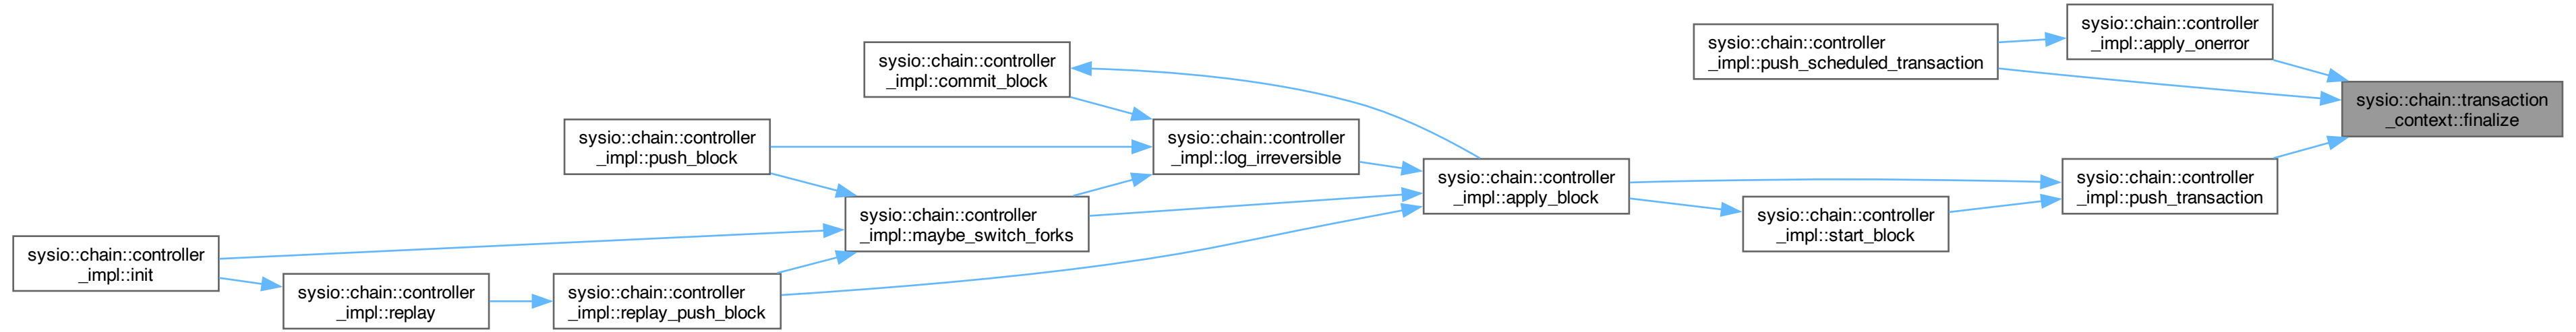 sysio::chain::controller
_impl::init
sysio::chain::controller
_impl::replay
sysio::chain::controller
_impl::push_block
sysio::chain::controller
_impl::replay_push_block
sysio::chain::controller
_impl::commit_block
sysio::chain::controller
_impl::maybe_switch_forks
sysio::chain::controller
_impl::log_irreversible
sysio::chain::controller
_impl::apply_block
sysio::chain::controller
_impl::push_scheduled_transaction
sysio::chain::controller
_impl::start_block
sysio::chain::controller
_impl::apply_onerror
sysio::chain::controller
_impl::push_transaction
sysio::chain::transaction
_context::finalize